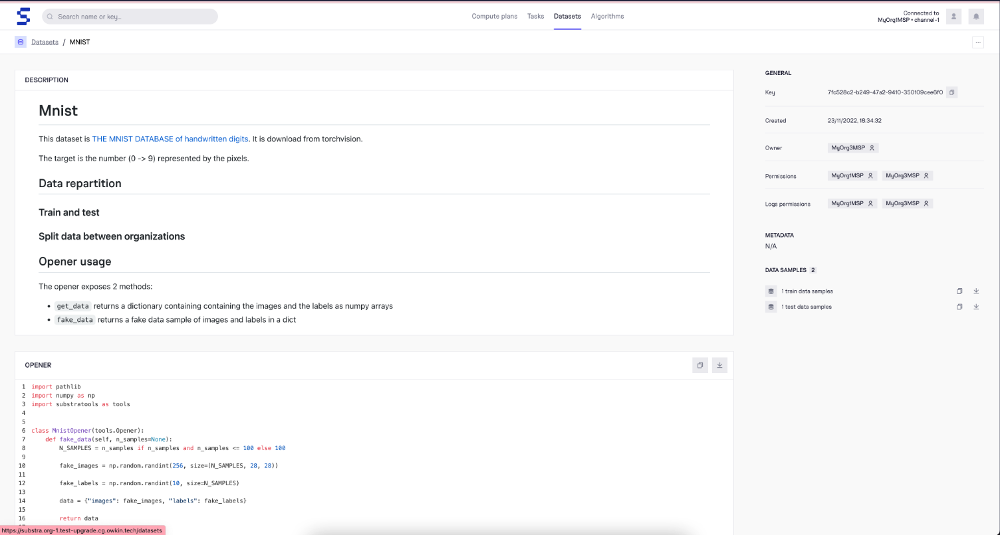 Search name or key...
Compute plans Tasks Datasets Algorithms
Connected to
MyOrg1MSP • channel-1
Datasets / MNIST
DESCRIPTION
Mnist
This dataset is THE MNIST DATABASE of handwritten digits. It is download from torchvision.
The target is the number (0 -> 9) represented by the pixels.
Data repartition
Train and test
Split data between organizations
Opener usage
The opener exposes 2 methods:
• get_data returns a dictionary containing containing the images and the labels as numpy arrays
• fake_data returns a fake data sample of images and labels in a dict
OPENER
1 import pathlib
2 import numpy as np
3 import substratools as tools
4
5
6 class MnistOpener(tools.Opener):
7     def fake_data(self, n_samples=None):
8         N_SAMPLES = n_samples if n_samples and n_samples <= 100 else 100
9
10         fake_images = np.random.randint(256, size=(N_SAMPLES, 28, 28))
11
12         fake_labels = np.random.randint(10, size=N_SAMPLES)
13
14         data = {"images": fake_images, "labels": fake_labels}
15
16         return data
https://substra.org-1.test-upgrade.cg.owkin.tech/datasets
GENERAL
Key 7fc528c2-b249-47a2-9410-350109cee6f0
Created 23/11/2022, 18:34:32
Owner MyOrg3MSP
Permissions MyOrg1MSP MyOrg3MSP
Logs permissions MyOrg1MSP MyOrg3MSP
METADATA
N/A
DATA SAMPLES 2
1 train data samples
1 test data samples